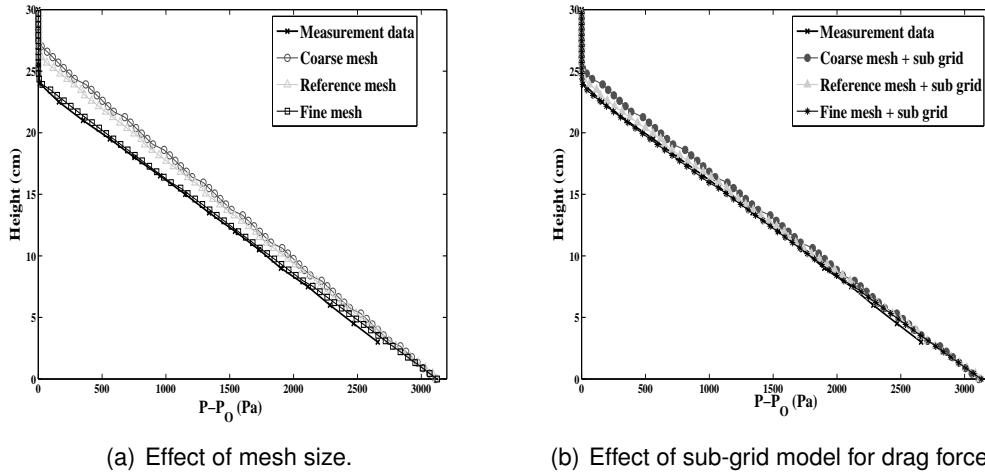 30
25
20
15
10
5
0
Height (cm)
0 500 1000 1500 2000 2500 3000
P−P_O (Pa)
Measurement data
Coarse mesh
Reference mesh
Fine mesh
(a) Effect of mesh size.
30
25
20
15
10
5
0
Height (cm)
0 500 1000 1500 2000 2500 3000
P−P_O (Pa)
Measurement data
Coarse mesh + sub grid
Reference mesh + sub grid
Fine mesh + sub grid
(b) Effect of sub-grid model for drag force